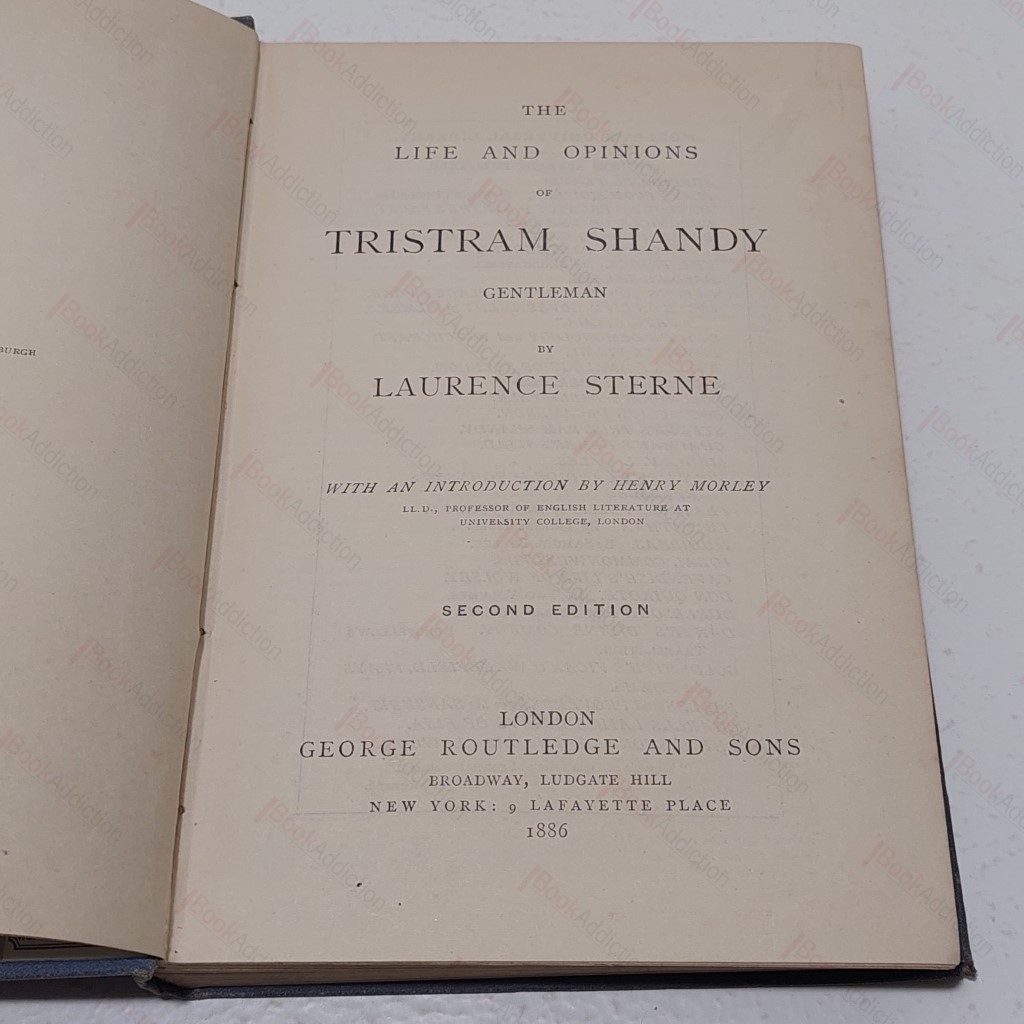 BURGH
THE
LIFE AND OPINIONS
OF
TRISTRAM SHANDY
GENTLEMAN
BY
LAURENCE STERNE
WITH AN INTRODUCTION BY HENRY MORLEY
LL.D., PROFESSOR OF ENGLISH LITERATURE AT
UNIVERSITY COLLEGE, LONDON
SECOND EDITION
LONDON
GEORGE ROUTLEDGE AND SONS
BROADWAY, LUDGATE HILL
NEW YORK: 9 LAFAYETTE PLACE
1886
BookAddiction